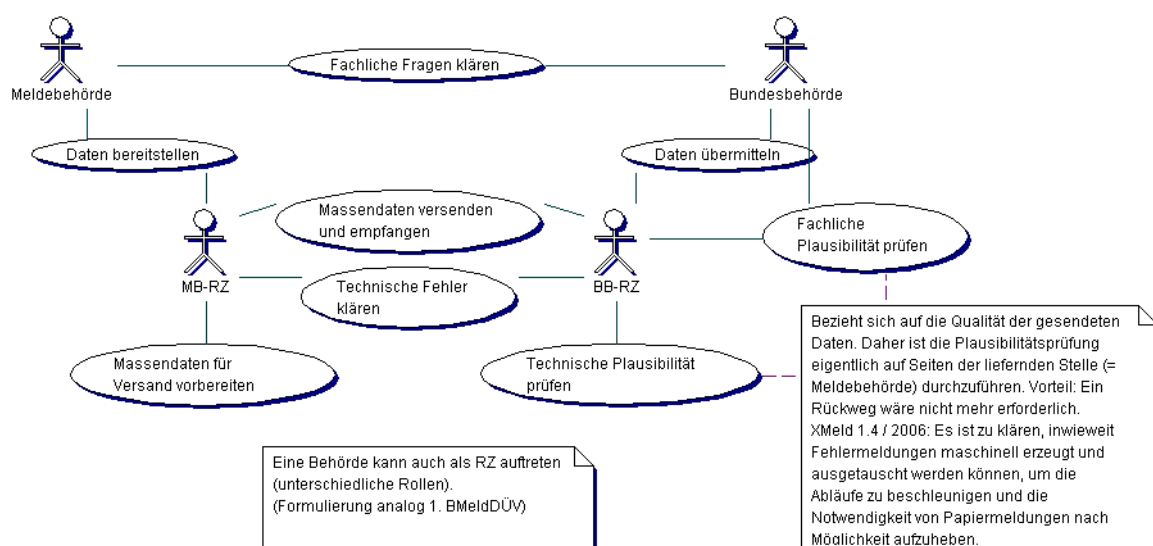 Fachliche Fragen klären
Meldebehörde
Bundesbehörde
Daten bereitstellen
Daten übermitteln
Massendaten versenden
und empfangen
Fachliche
Plausibilität prüfen
MB-RZ
Technische Fehler
klären
BB-RZ
Massendaten für
Versand vorbereiten
Technische Plausibilität
prüfen
Bezieht sich auf die Qualität der gesendeten
Daten. Daher ist die Plausibilitätsprüfung
eigentlich auf Seiten der liefernden Stelle (=
Meldebehörde) durchzuführen. Vorteil: Ein
Rückweg wäre nicht mehr erforderlich.
XMeld 1.4 / 2006: Es ist zu klären, inwieweit
Fehlermeldungen maschinell erzeugt und
ausgetauscht werden können, um die
Abläufe zu beschleunigen und die
Notwendigkeit von Papiermeldungen nach
Möglichkeit aufzuheben.
Eine Behörde kann auch als RZ auftreten
(unterschiedliche Rollen).
(Formulierung analog 1. BMeldDÜV)